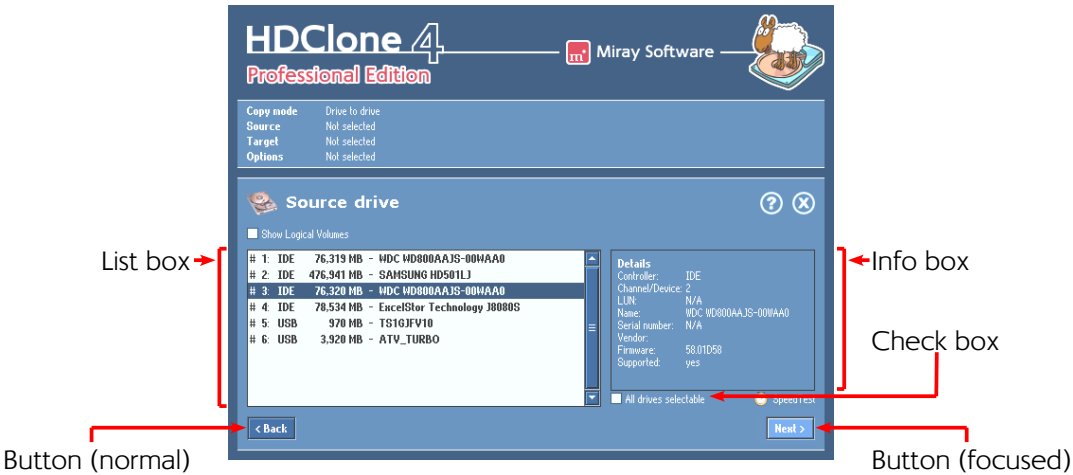 HDClone 4
Professional Edition
m
Miray Software
Copy mode Drive to drive
Source Not selected
Target Not selected
Options Not selected
Source drive
? X
Show Logical Volumes
List box
# 1: IDE 76,319 MB - WDC WD800AAJS-00WAA0
# 2: IDE 476,941 MB - SAMSUNG HD501LJ
# 3: IDE 76,320 MB - WDC WD800AAJS-00WAA0
# 4: IDE 78,534 MB - ExcelStor Technology J8080S
# 5: USB 970 MB - TS1GJFV10
# 6: USB 3,920 MB - ATV_TURBO
Details
Controller: IDE
Channel/Device: 2
LUN: N/A
Name: WDC WD800AAJS-00WAA0
Serial number: N/A
Vendor:
Firmware: 58.01D58
Supported: yes
Info box
Check box
All drives selectable
SpeedTest
< Back
Next >
Button (normal)
Button (focused)